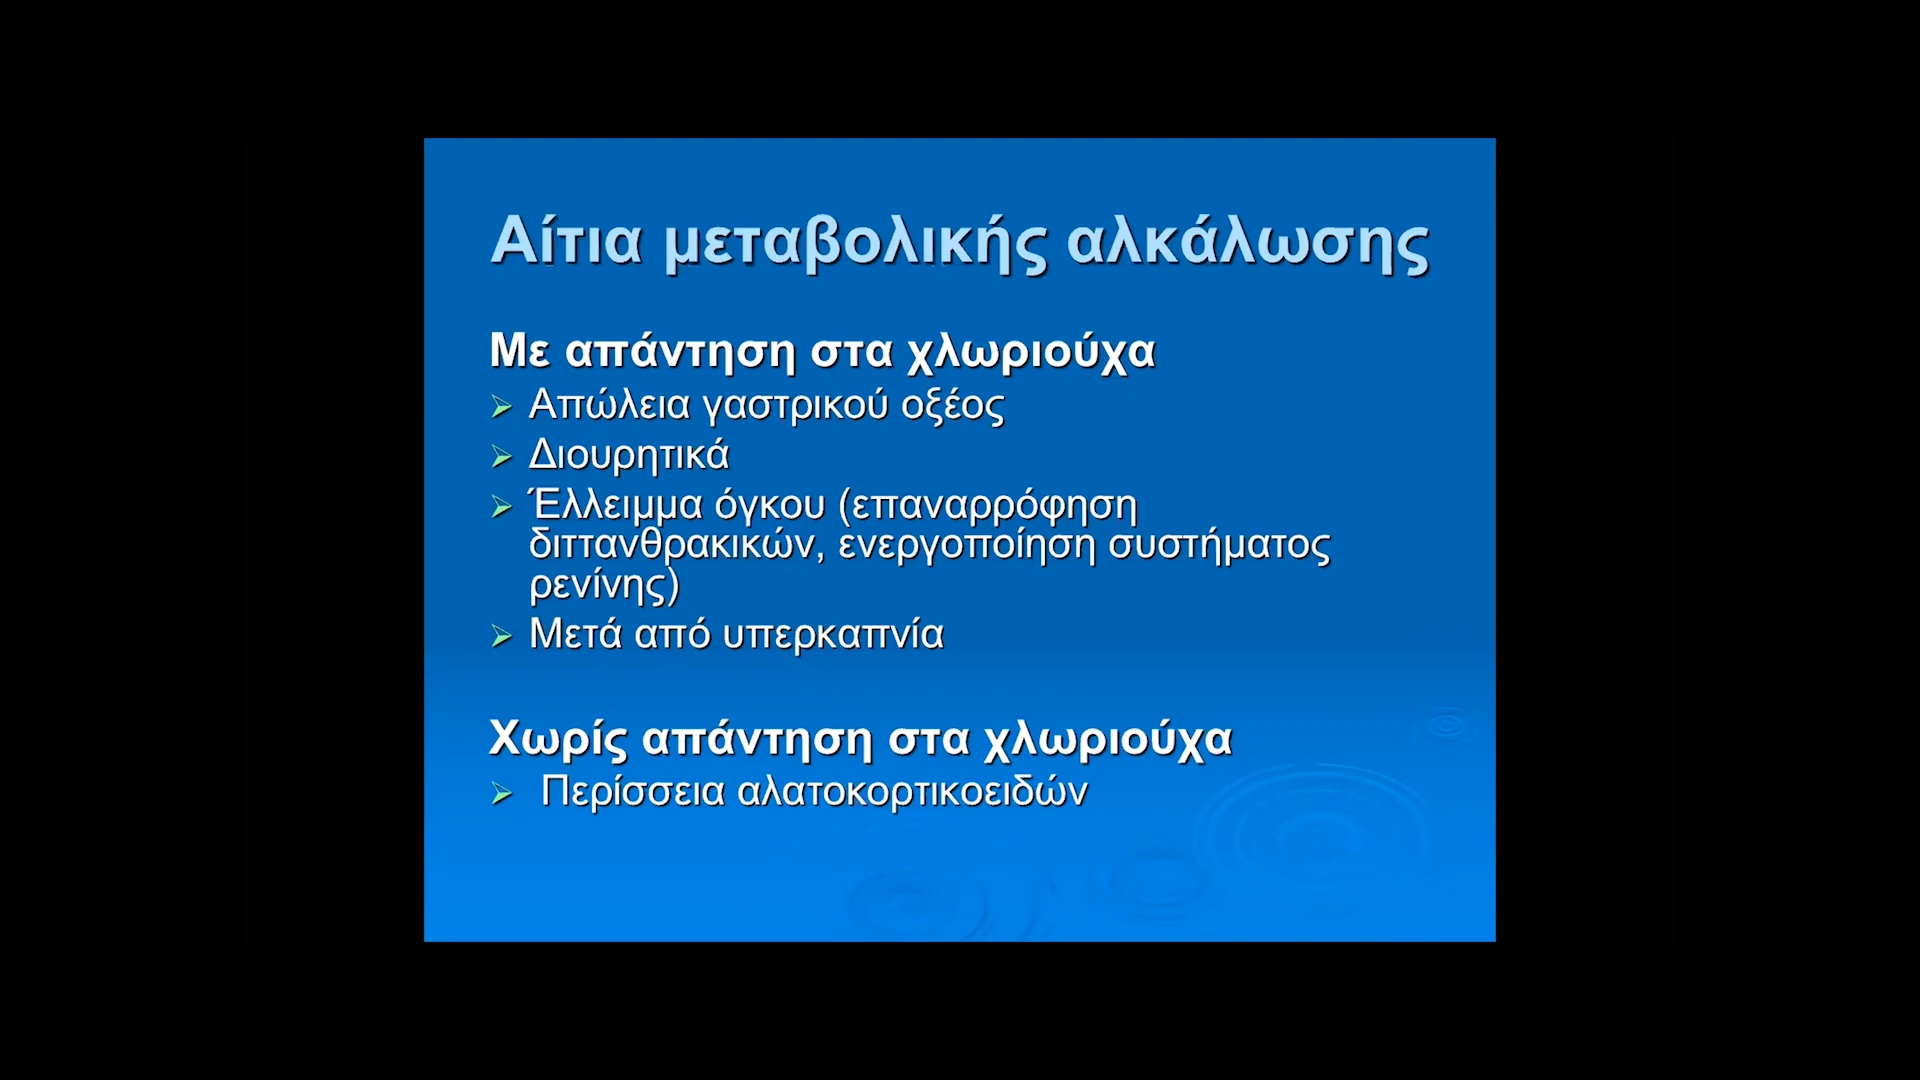 Αίτια μεταβολικής αλκάλωσης
Με απάντηση στα χλωριούχα
Απώλεια γαστρικού οξέος
Διουρητικά
Έλλειμμα όγκου (επαναρρόφηση
διττανθρακικών, ενεργοποίηση συστήματος
ρενίνης)
Μετά από υπερκαπνία
Χωρίς απάντηση στα χλωριούχα
Περίσσεια αλατοκορτικοειδών